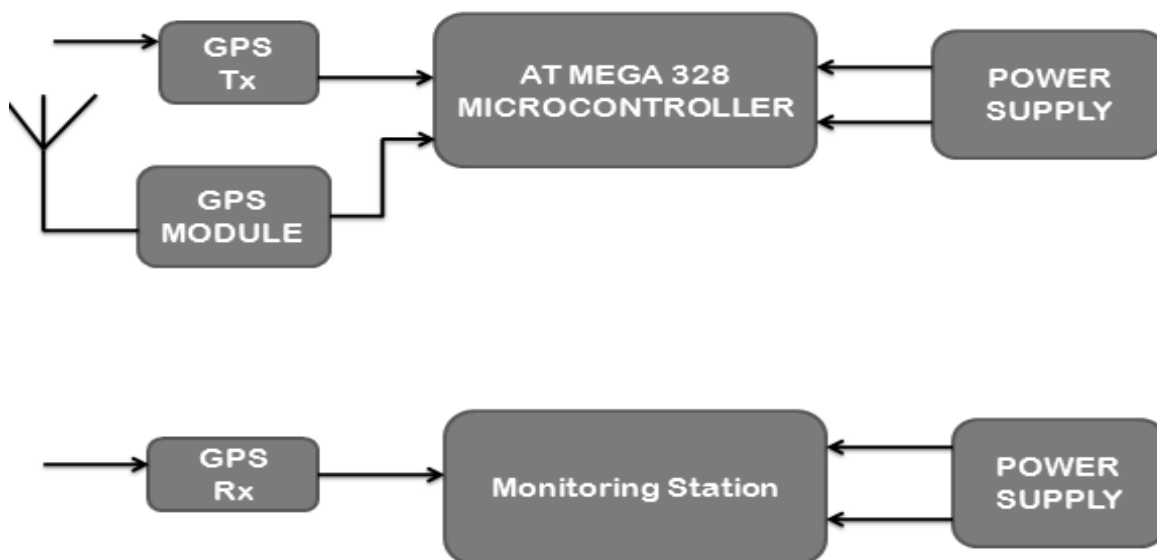 GPS
Tx
AT MEGA 328
MICROCONTROLLER
POWER
SUPPLY
GPS
MODULE
GPS
Rx
Monitoring Station
POWER
SUPPLY